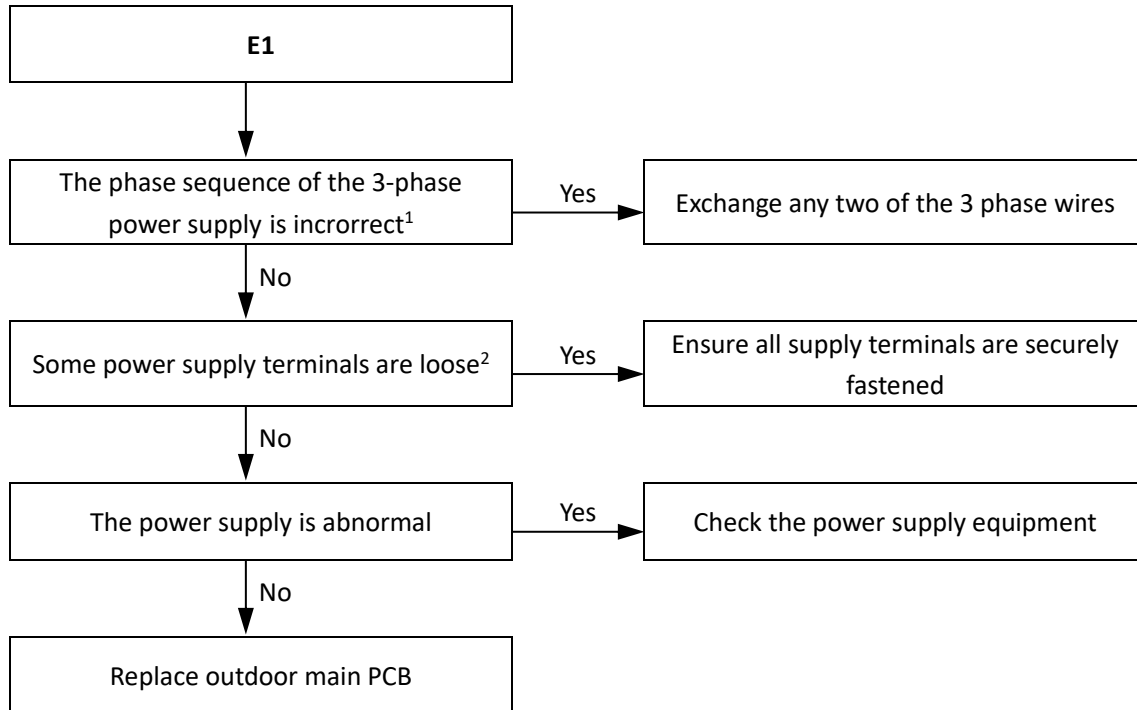 E1
The phase sequence of the 3-phase
power supply is incrorrect¹
Yes
Exchange any two of the 3 phase wires
No
Some power supply terminals are loose²
Yes
Ensure all supply terminals are securely
fastened
No
The power supply is abnormal
Yes
Check the power supply equipment
No
Replace outdoor main PCB